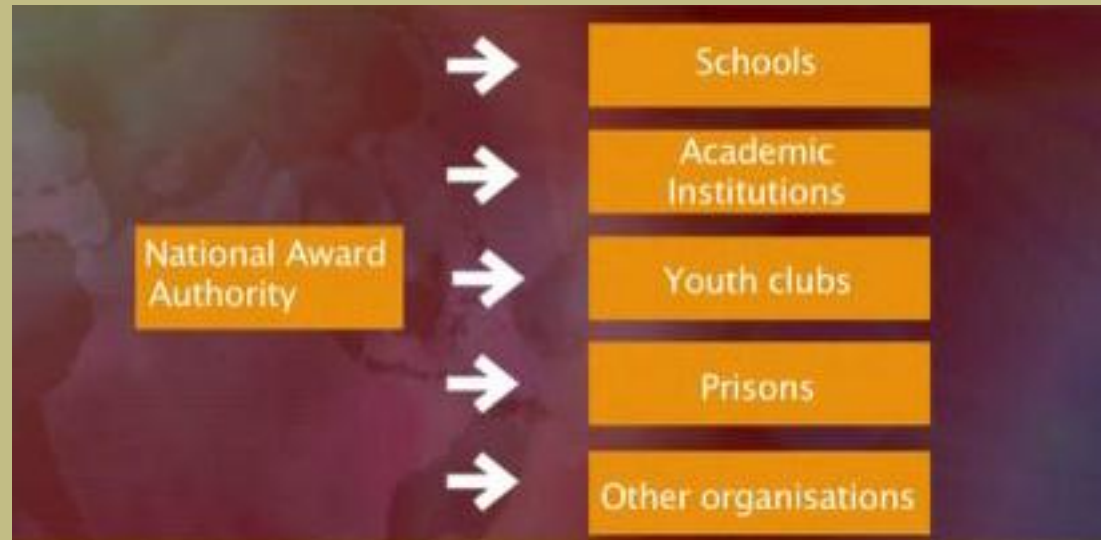 National Award
Authority
Schools
Academic
Institutions
Youth clubs
Prisons
Other organisations